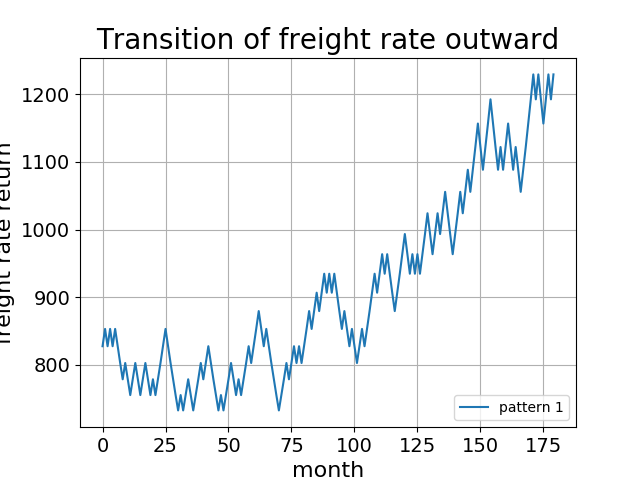 Transition of freight rate outward
freight rate return
1200
1100
1000
900
800
0 25 50 75 100 125 150 175
month
pattern 1